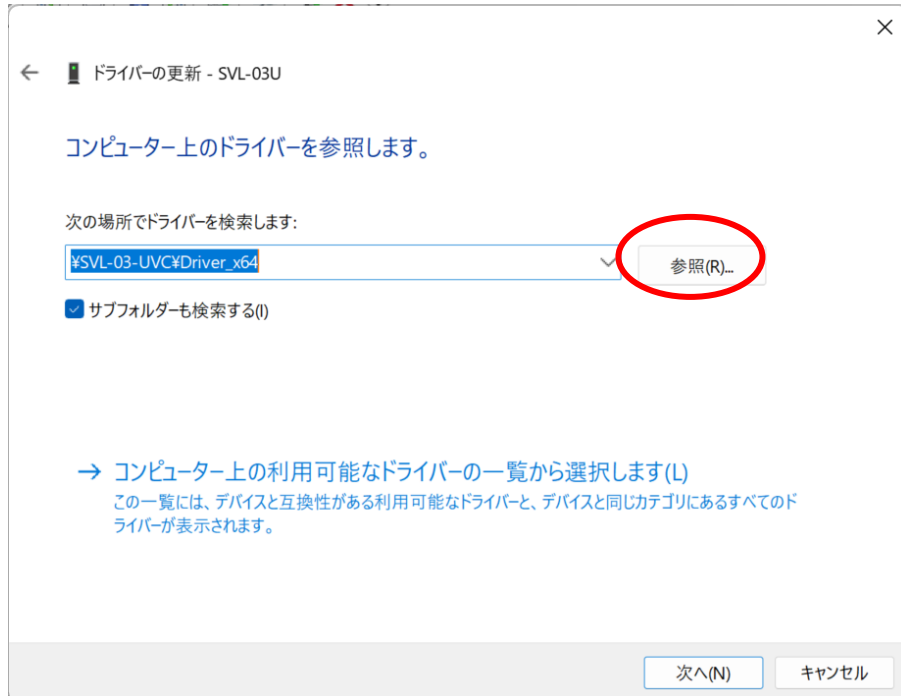 ドライバーの更新 - SVL-03U
コンピューター上のドライバーを参照します。
次の場所でドライバーを検索します:
¥SVL-03-UVC¥Driver_x64
参照(R)...
サブフォルダーも検索する(I)
コンピューター上の利用可能なドライバーの一覧から選択します(L)
この一覧には、デバイスと互換性がある利用可能なドライバーと、デバイスと同じカテゴリにあるすべてのド
ライバーが表示されます。
次へ(N)
キャンセル